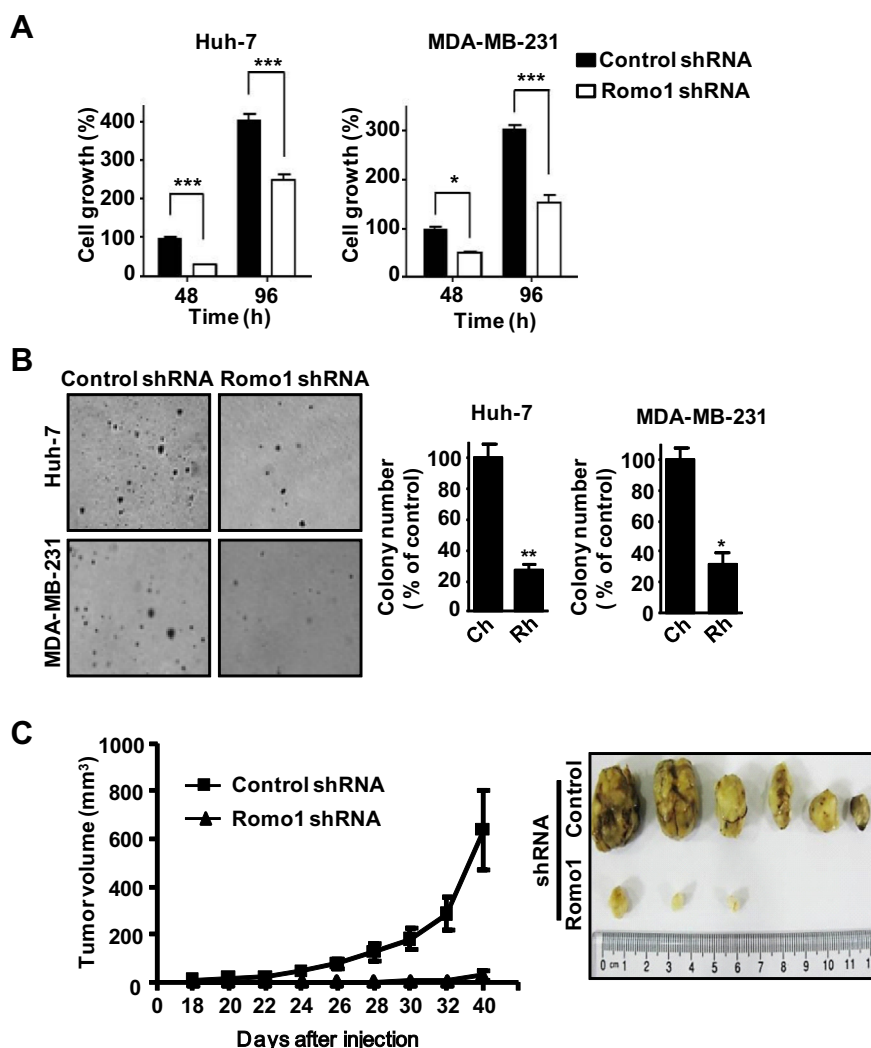 A
Huh-7
MDA-MB-231
Control shRNA
Romo1 shRNA
Cell growth (%)
400
300
200
100
0
***
***
48 96
Time (h)
Cell growth (%)
300
200
100
0
*
***
48 96
Time (h)
B
Control shRNA Romo1 shRNA
Huh-7
MDA-MB-231
Huh-7
Colony number
( % of control)
100
80
60
40
20
0
**
Ch Rh
MDA-MB-231
Colony number
( % of control)
100
80
60
40
20
0
*
Ch Rh
C
Tumor volume (mm³)
1000
800
600
400
200
0
Control shRNA
Romo1 shRNA
0 18 20 22 24 26 28 30 32 40
Days after injection
shRNA
Control
Romo1
0 cm 1 2 3 4 5 6 7 8 9 10 11